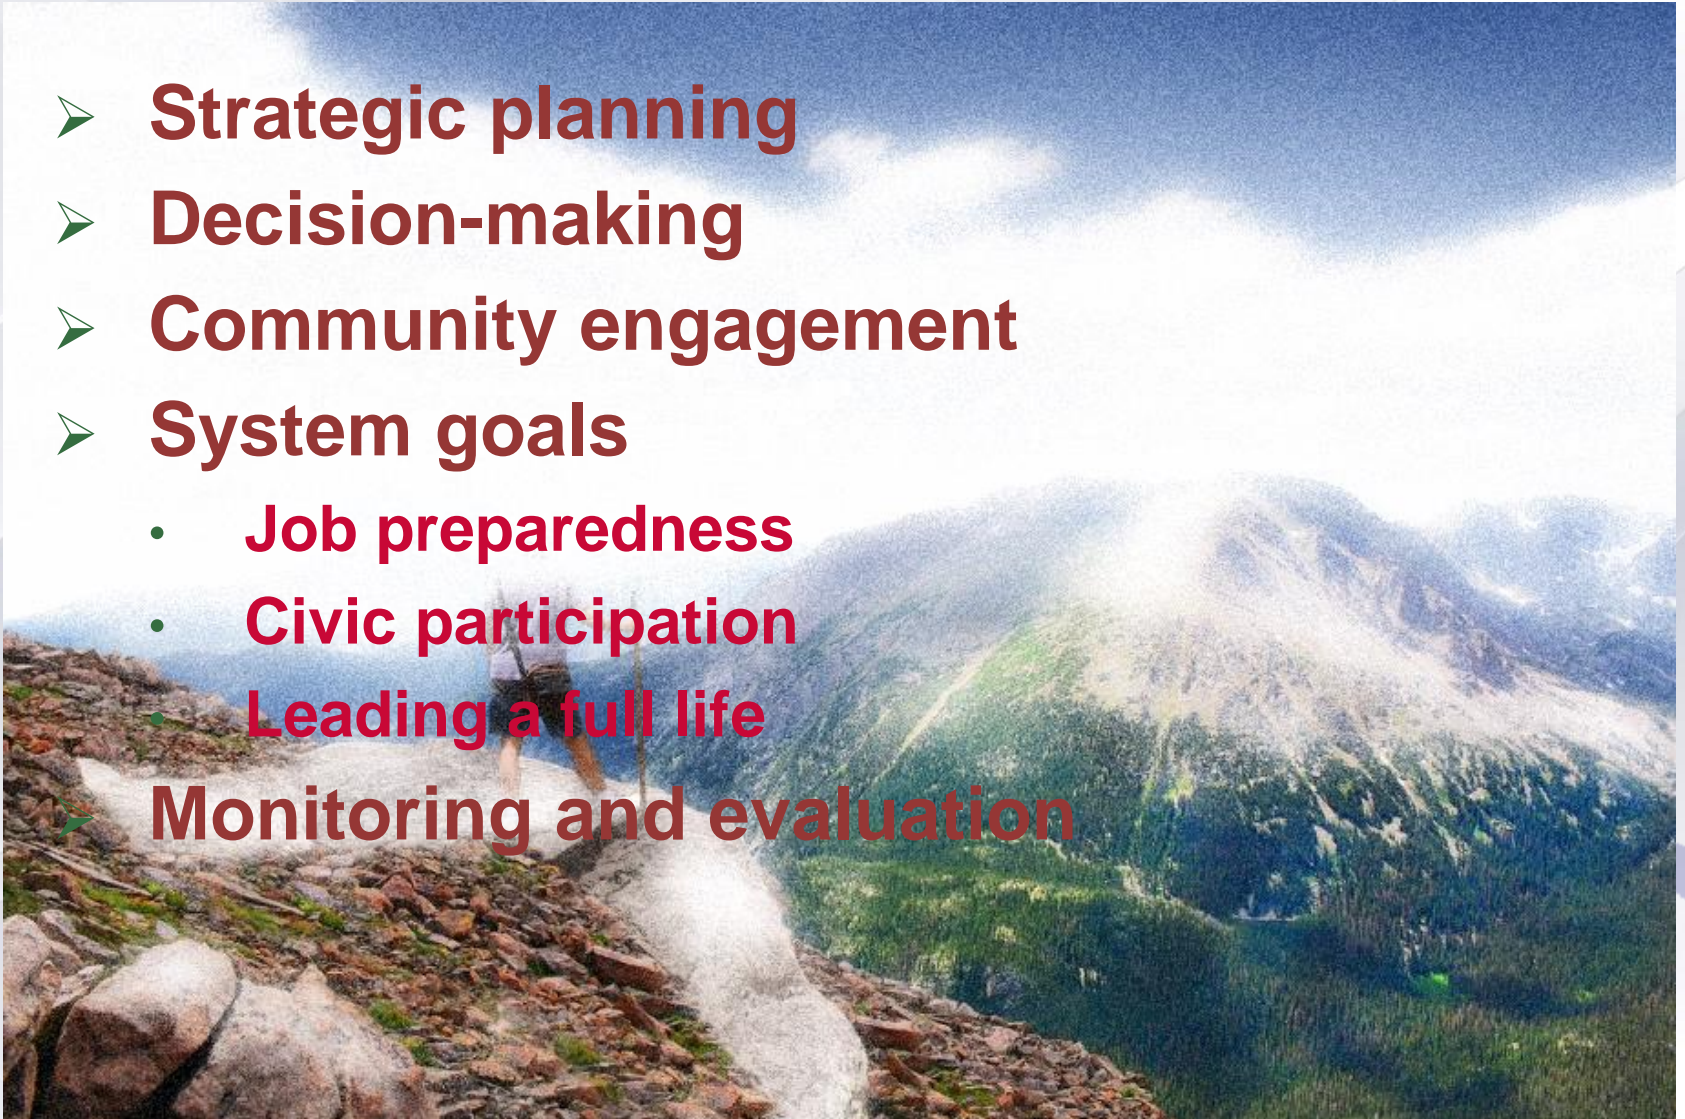 Strategic planning
Decision-making
Community engagement
System goals
Job preparedness
Civic participation
Leading a full life
Monitoring and evaluation